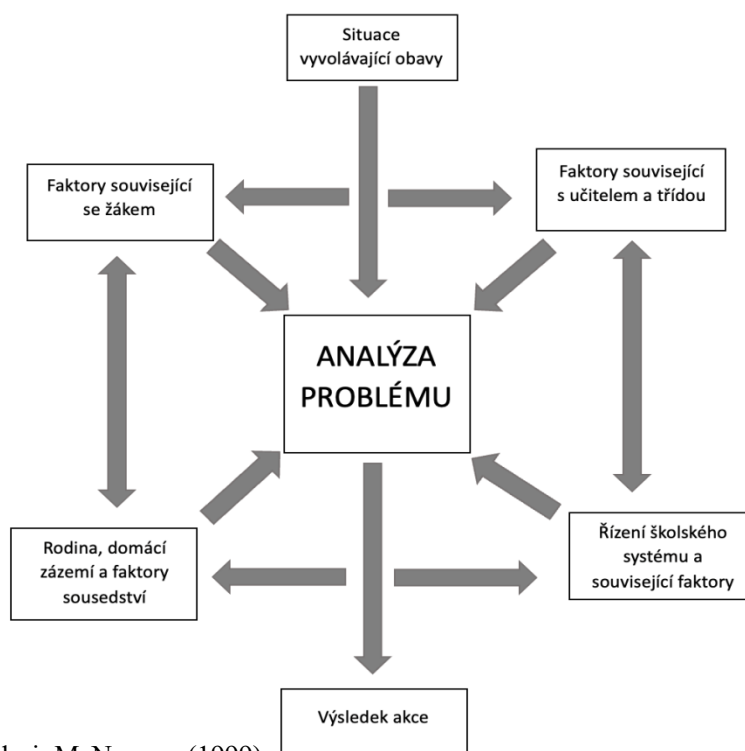 Situace
vyvolávající obavy
Faktory související
se žákem
Faktory související
s učitelem a třídou
ANALÝZA
PROBLÉMU
Rodina, domácí
zázemí a faktory
sousedství
Řízení školského
systému a
související faktory
Výsledek akce
(1999)